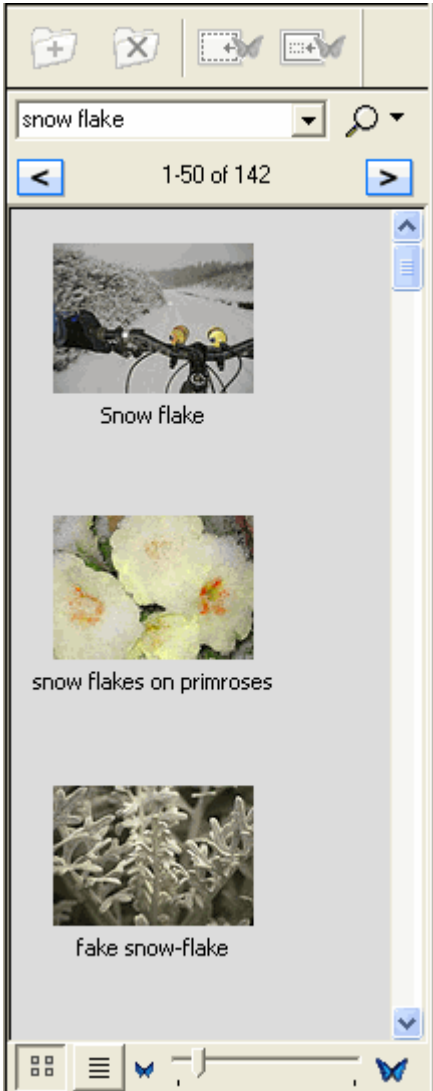 snow flake
1-50 of 142
Snow flake
snow flakes on primroses
fake snow-flake